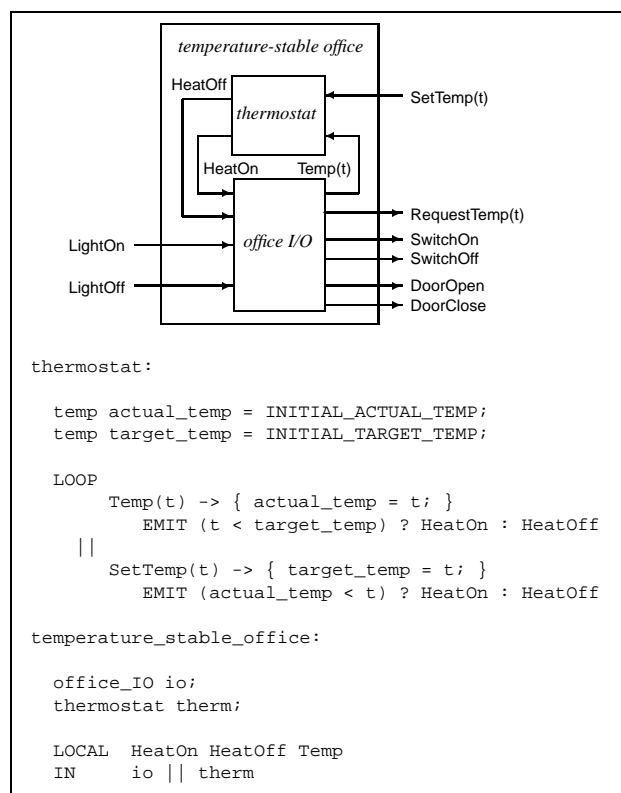 temperature-stable office
HeatOff
thermostat
SetTemp(t)
HeatOn
Temp(t)
RequestTemp(t)
LightOn
office I/O
SwitchOn
SwitchOff
LightOff
DoorOpen
DoorClose
thermostat:
temp actual_temp = INITIAL_ACTUAL_TEMP;
temp target_temp = INITIAL_TARGET_TEMP;
LOOP
Temp(t) -> { actual_temp = t; }
EMIT (t < target_temp) ? HeatOn : HeatOff
||
SetTemp(t) -> { target_temp = t; }
EMIT (actual_temp < t) ? HeatOn : HeatOff
temperature_stable_office:
office_IO io;
thermostat therm;
LOCAL HeatOn HeatOff Temp
IN io || therm